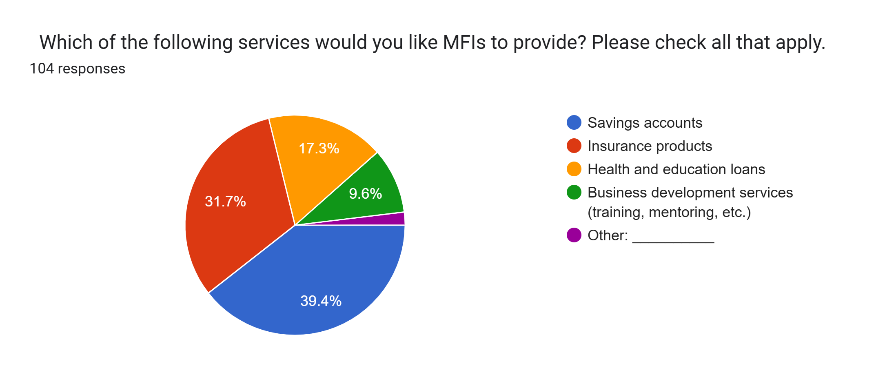 Which of the following services would you like MFIs to provide? Please check all that apply.
104 responses
17.3%
31.7%
9.6%
39.4%
Savings accounts
Insurance products
Health and education loans
Business development services
(training, mentoring, etc.)
Other: __________